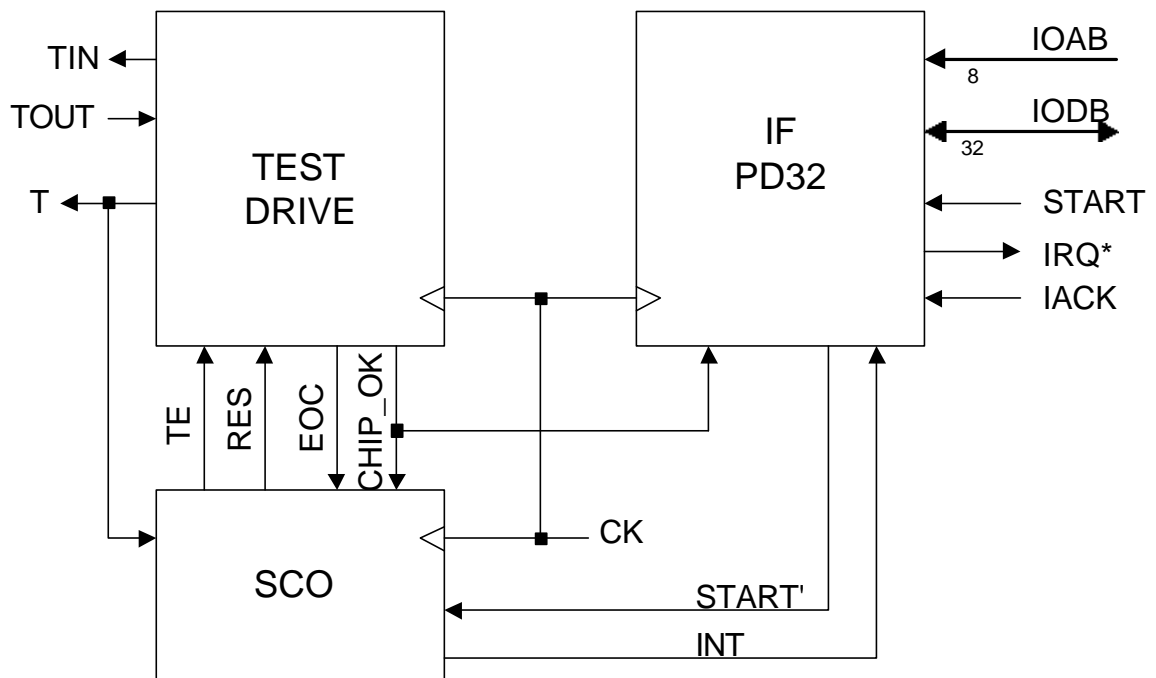 TIN
TOUT
T
TEST
DRIVE
IF
PD32
IOAB
8
IODB
32
START
IRQ*
IACK
TE
RES
EOC
CHIP_OK
SCO
CK
START'
INT